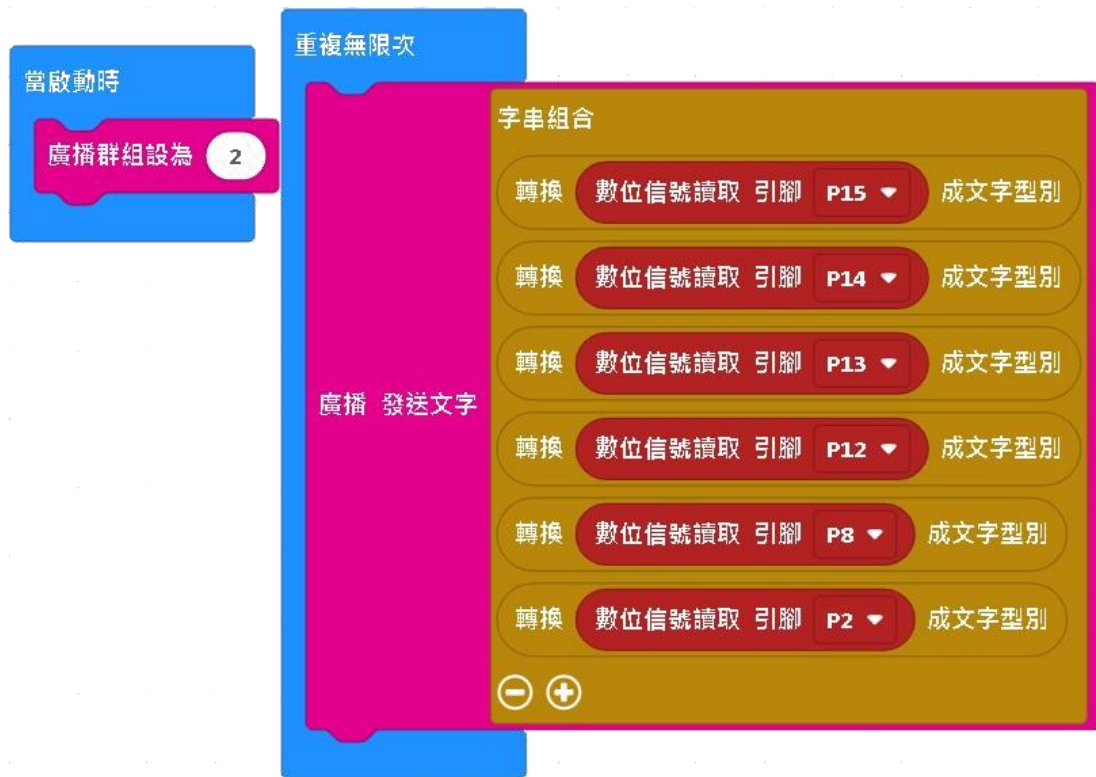 當啟動時
廣播群組設為 2
重複無限次
廣播 發送文字
字串組合
轉換 數位信號讀取 引腳 P15 成文字型別
轉換 數位信號讀取 引腳 P14 成文字型別
轉換 數位信號讀取 引腳 P13 成文字型別
轉換 數位信號讀取 引腳 P12 成文字型別
轉換 數位信號讀取 引腳 P8 成文字型別
轉換 數位信號讀取 引腳 P2 成文字型別